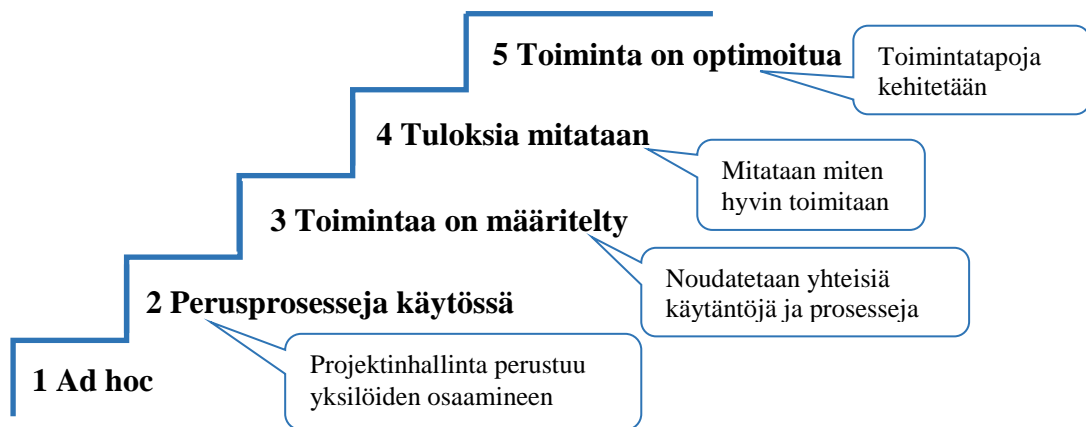 5 Toiminta on optimoitua
Toimintatapoja
kehitetään
4 Tuloksia mitataan
Mitataan miten
hyvin toimitaan
3 Toimintaa on määritelty
Noudatetaan yhteisiä
käytäntöjä ja prosesseja
2 Perusprosesseja käytössä
Projektinhallinta perustuu
yksilöiden osaamineen
1 Ad hoc